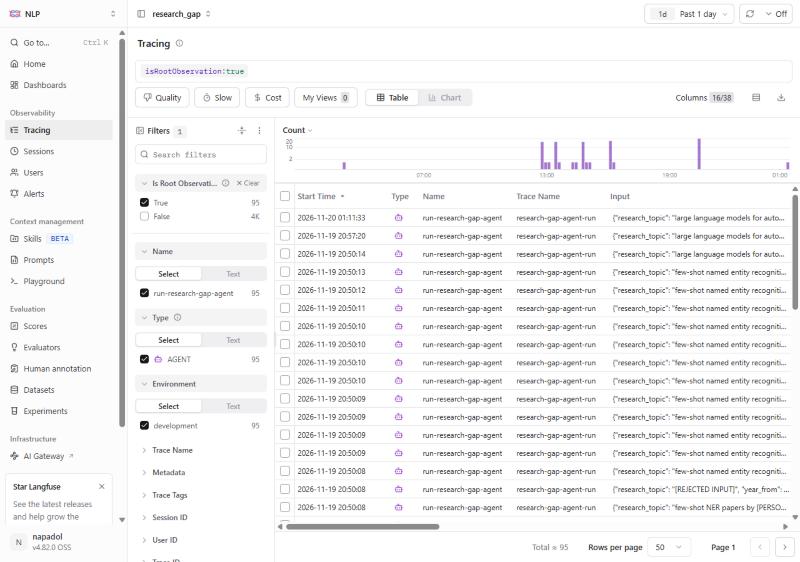 NLP
research_gap
1d Past 1 day
Off
Go to... Ctrl K
Home
Dashboards
Observability
Tracing
Sessions
Users
Alerts
Context management
Skills BETA
Prompts
Playground
Evaluation
Scores
Evaluators
Human annotation
Datasets
Experiments
Infrastructure
AI Gateway
Star Langfuse
See the latest releases
and help grow the
N napadol
v4.82.0 OSS
Tracing
isRootObservation:true
Quality Slow Cost My Views 0 Table Chart
Columns 16/38
Filters 1
Search filters
Is Root Observati... Clear
True 95
False 4K
Name
Select Text
run-research-gap-agent 95
Type
Select Text
AGENT 95
Environment
Select Text
development 95
Trace Name
Metadata
Trace Tags
Session ID
User ID
Trace ID
Count
20
10
2
07:00 13:00 19:00 01:00
Start Time Type Name Trace Name Input
2026-11-20 01:11:33 run-research-gap-agent research-gap-agent-run {"research_topic": "large language models for auto...
2026-11-19 20:57:20 run-research-gap-agent research-gap-agent-run {"research_topic": "large language models for auto...
2026-11-19 20:50:14 run-research-gap-agent research-gap-agent-run {"research_topic": "large language models for auto...
2026-11-19 20:50:13 run-research-gap-agent research-gap-agent-run {"research_topic": "few-shot named entity recogniti...
2026-11-19 20:50:12 run-research-gap-agent research-gap-agent-run {"research_topic": "few-shot named entity recogniti...
2026-11-19 20:50:11 run-research-gap-agent research-gap-agent-run {"research_topic": "few-shot named entity recogniti...
2026-11-19 20:50:10 run-research-gap-agent research-gap-agent-run {"research_topic": "few-shot named entity recogniti...
2026-11-19 20:50:10 run-research-gap-agent research-gap-agent-run {"research_topic": "few-shot named entity recogniti...
2026-11-19 20:50:10 run-research-gap-agent research-gap-agent-run {"research_topic": "few-shot named entity recogniti...
2026-11-19 20:50:10 run-research-gap-agent research-gap-agent-run {"research_topic": "few-shot named entity recogniti...
2026-11-19 20:50:09 run-research-gap-agent research-gap-agent-run {"research_topic": "few-shot named entity recogniti...
2026-11-19 20:50:09 run-research-gap-agent research-gap-agent-run {"research_topic": "few-shot named entity recogniti...
2026-11-19 20:50:09 run-research-gap-agent research-gap-agent-run {"research_topic": "few-shot named entity recogniti...
2026-11-19 20:50:09 run-research-gap-agent research-gap-agent-run {"research_topic": "few-shot named entity recogniti...
2026-11-19 20:50:08 run-research-gap-agent research-gap-agent-run {"research_topic": "few-shot named entity recogniti...
2026-11-19 20:50:08 run-research-gap-agent research-gap-agent-run {"research_topic": "[REJECTED INPUT]", "year_from": ...
2026-11-19 20:50:08 run-research-gap-agent research-gap-agent-run {"research_topic": "few-shot NER papers by [PERSO...
Total ≈ 95 Rows per page 50 Page 1